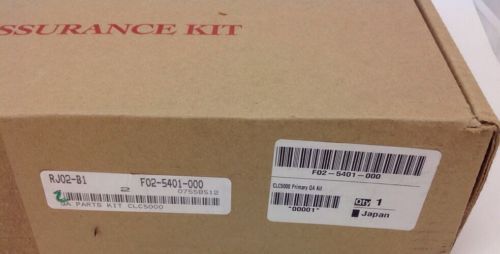 SSURANCE KIT
RJ02-B1 F02-5401-000
2 0755BS12
QA PARTS KIT CLC5000
F02-5401-000
CLC5000 Primary QA Kit
"00001"
Qty 1
Japan